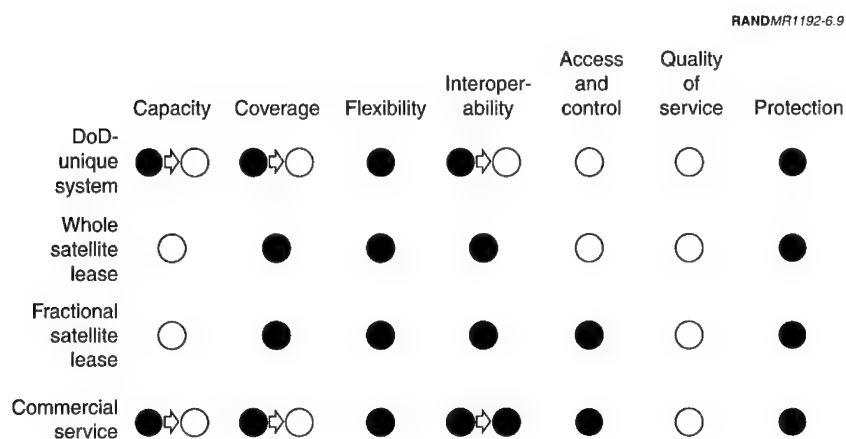 RANDMR1192-6.9
Access
and
control
Quality
of
service
Interoper-
ability
Capacity
Coverage
Flexibility
Protection
DoD-
unique
system
Whole
satellite
lease
Fractional
satellite
lease
Commercial
service